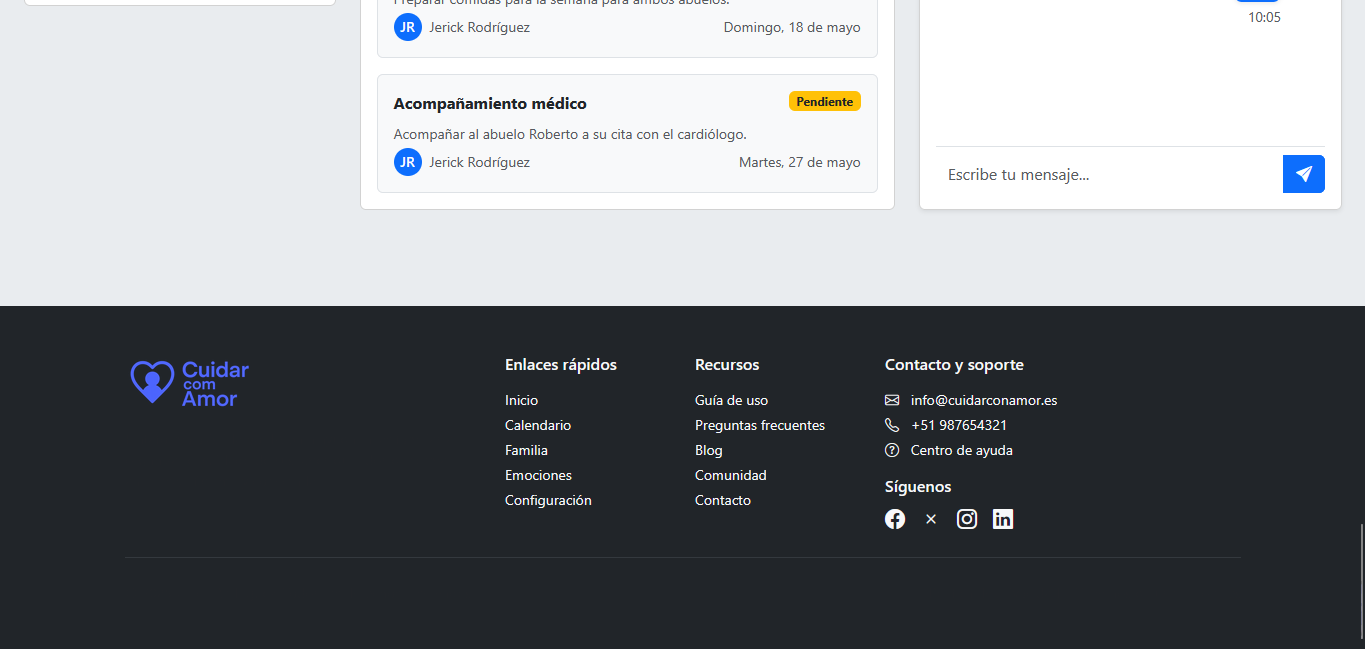 Preparar comidas para la semana para ambos abuelos.
JR Jerick Rodríguez Domingo, 18 de mayo
Acompañamiento médico Pendiente
Acompañar al abuelo Roberto a su cita con el cardiólogo.
JR Jerick Rodríguez Martes, 27 de mayo
10:05
Escribe tu mensaje...
Cuidar
com
Amor
Enlaces rápidos
Inicio
Calendario
Familia
Emociones
Configuración
Recursos
Guía de uso
Preguntas frecuentes
Blog
Comunidad
Contacto
Contacto y soporte
info@cuidarconamor.es
+51 987654321
Centro de ayuda
Síguenos